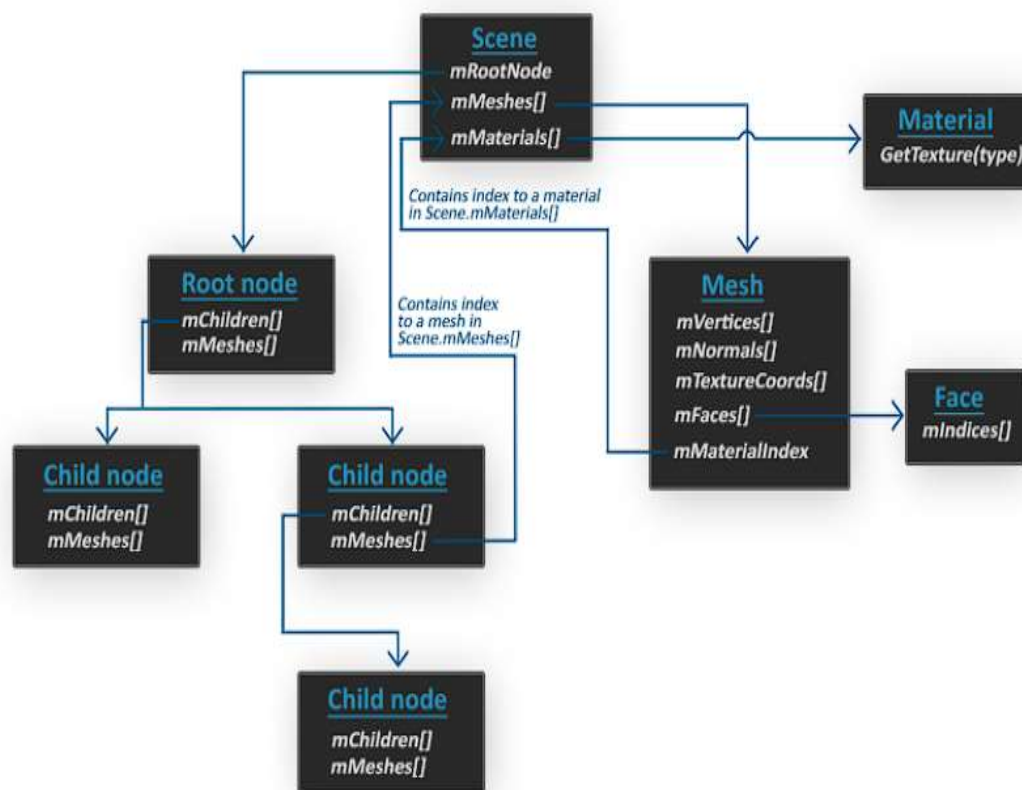 Scene
mRootNode
mMeshes[]
mMaterials[]
Material
GetTexture(type)
Contains index to a material
in Scene.mMaterials[]
Root node
mChildren[]
mMeshes[]
Contains index
to a mesh in
Scene.mMeshes[]
Mesh
mVertices[]
mNormals[]
mTextureCoords[]
mFaces[]
mMaterialIndex
Face
mIndices[]
Child node
mChildren[]
mMeshes[]
Child node
mChildren[]
mMeshes[]
Child node
mChildren[]
mMeshes[]